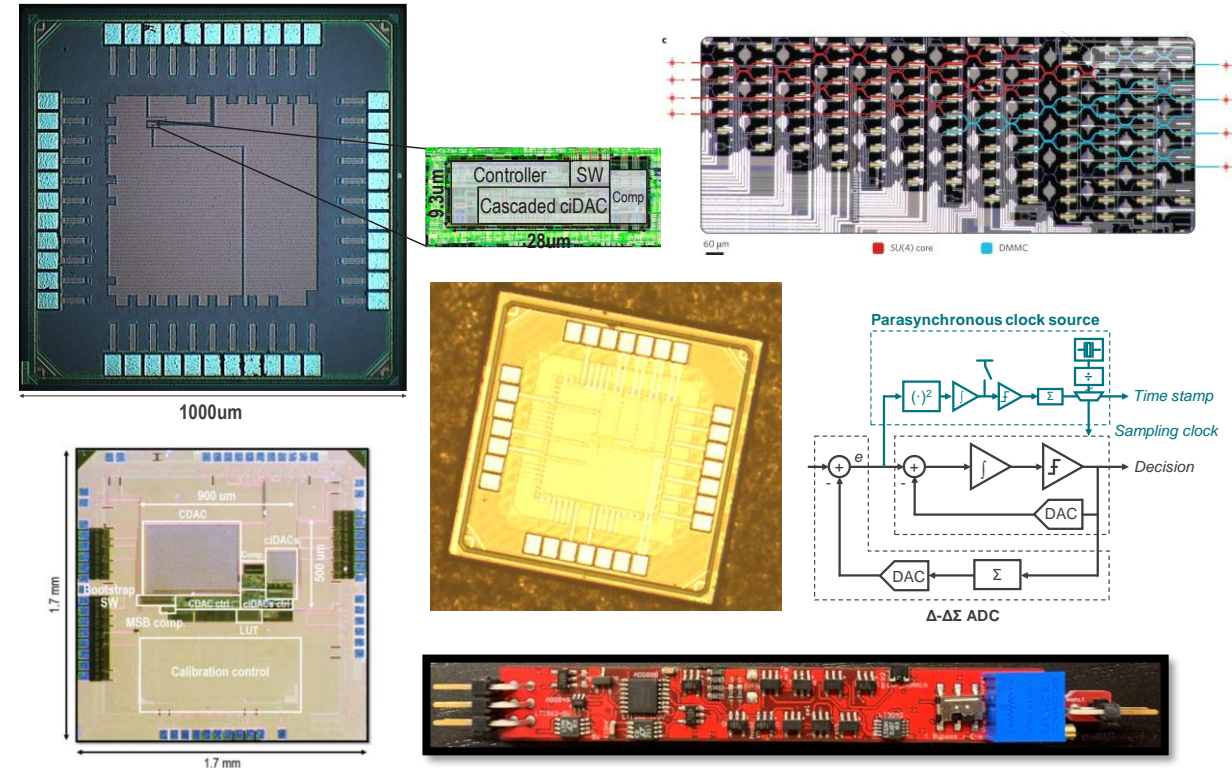 1000um
9.3um
Controller
SW
Cascaded ciDAC
Comp
28um
c
60 µm
SU(4) core
DMMC
Parasynchronous clock source
(·)²
∫
Σ
÷
Time stamp
Sampling clock
+
e
+
∫
Decision
-
-
DAC
DAC
Σ
Δ-ΔΣ ADC
900 um
CDAC
ciDACs
Comp.
500 um
Bootstrap
SW
CDAC ctrl
ciDACs ctrl
MSB comp.
LUT
Calibration control
1.7 mm
1.7 mm